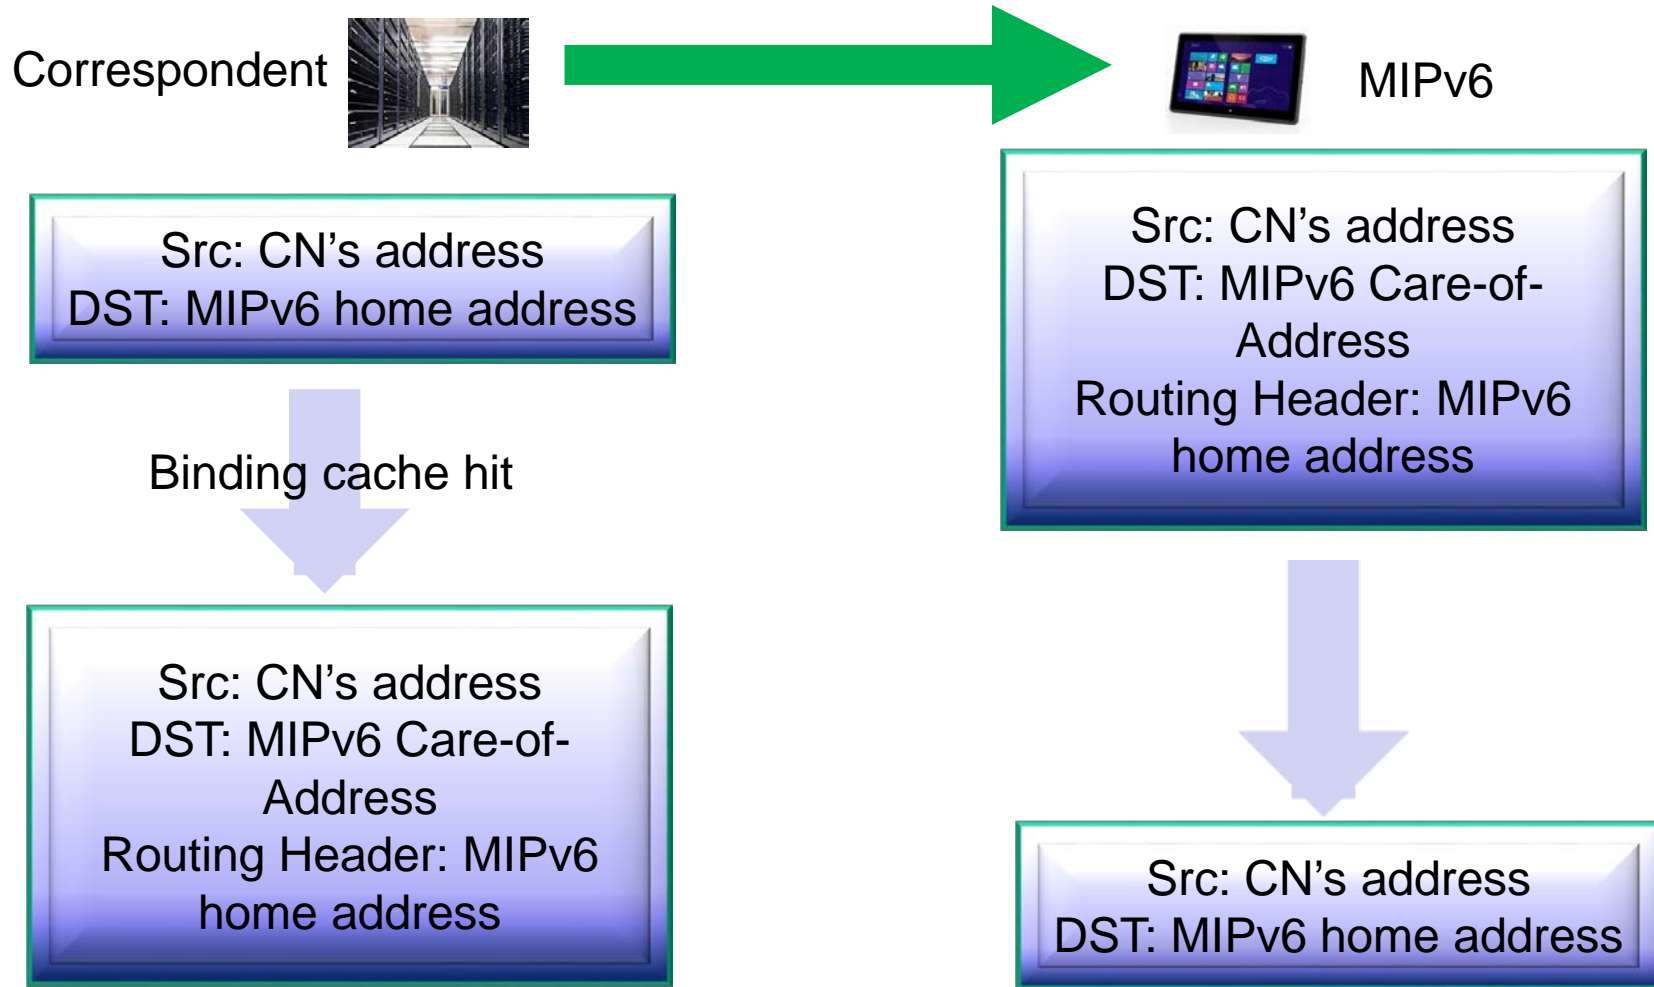 Correspondent
MIPv6
Src: CN’s address
DST: MIPv6 home address
Binding cache hit
Src: CN’s address
DST: MIPv6 Care-of-
Address
Routing Header: MIPv6
home address
Src: CN’s address
DST: MIPv6 Care-of-
Address
Routing Header: MIPv6
home address
Src: CN’s address
DST: MIPv6 home address